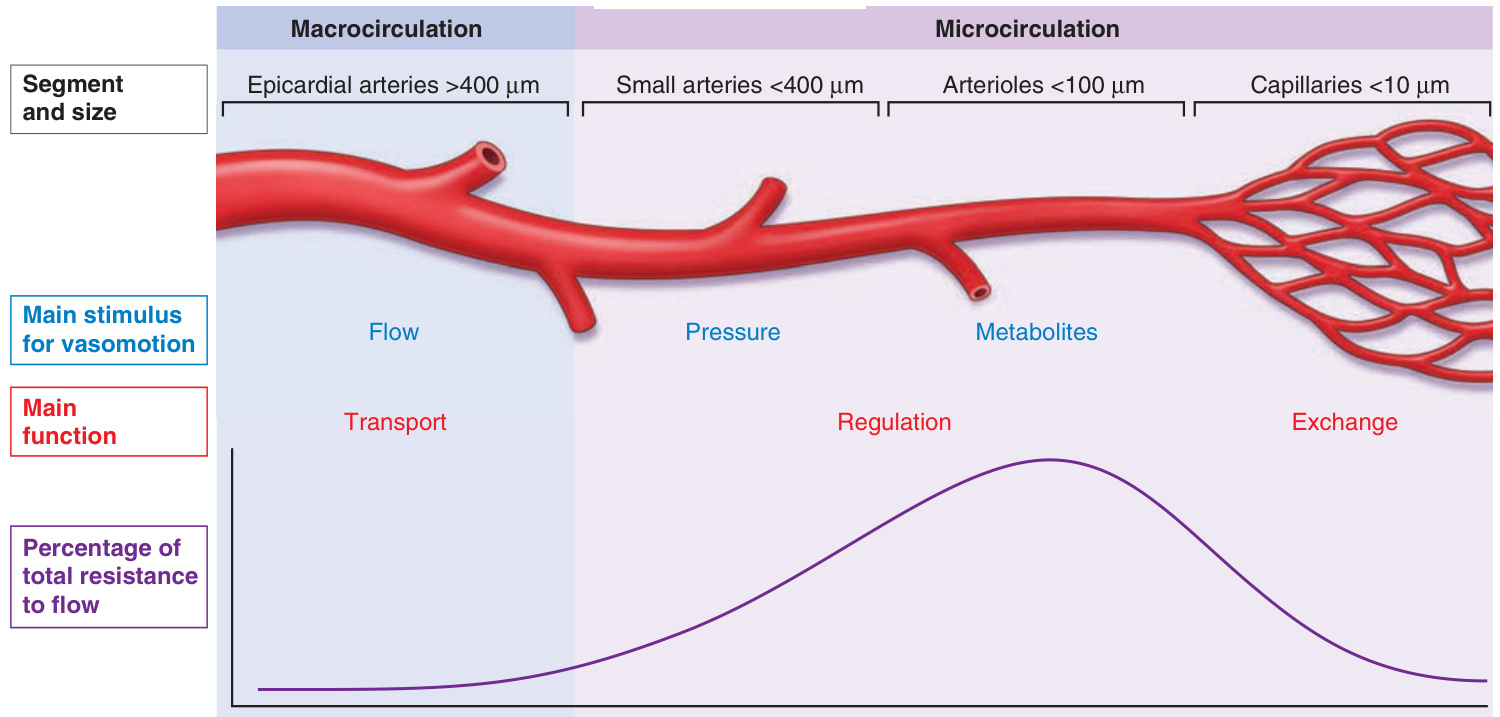 Macrocirculation
Microcirculation
Segment
and size
Epicardial arteries >400 μm
Small arteries <400 μm
Arterioles <100 μm
Capillaries <10 μm
Main stimulus
for vasomotion
Flow
Pressure
Metabolites
Main
function
Transport
Regulation
Exchange
Percentage of
total resistance
to flow